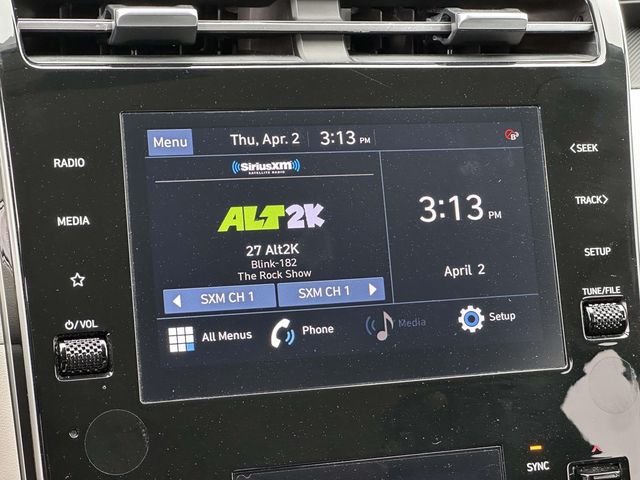 Menu Thu, Apr. 2 3:13 PM
RADIO
MEDIA
⏻/VOL
SiriusXM
SATELLITE RADIO
ALT2K
27 Alt2K
Blink-182
The Rock Show
SXM CH 1 SXM CH 1
3:13 PM
April 2
All Menus Phone Media Setup
<SEEK
TRACK>
SETUP
TUNE/FILE
SYNC